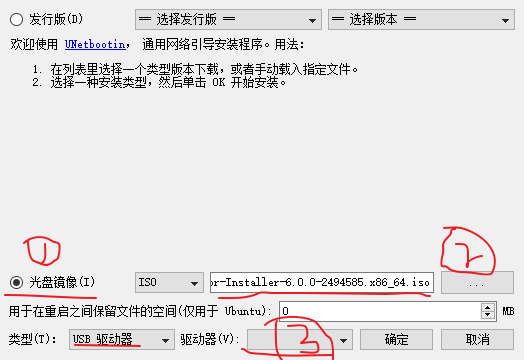 发行版(D) == 选择发行版 == == 选择版本 ==
欢迎使用 UNetbootin, 通用网络引导安装程序。用法:
1. 在列表里选择一个类型版本下载，或者手动载入指定文件。
2. 选择一种安装类型，然后单击 OK 开始安装。
1 2
光盘镜像(I) ISO or-Installer-6.0.0-2494585.x86_64.iso ...
用于在重启之间保留文件的空间(仅用于 Ubuntu): 0 MB
类型(T): USB 驱动器 驱动器(V): 3 确定 取消